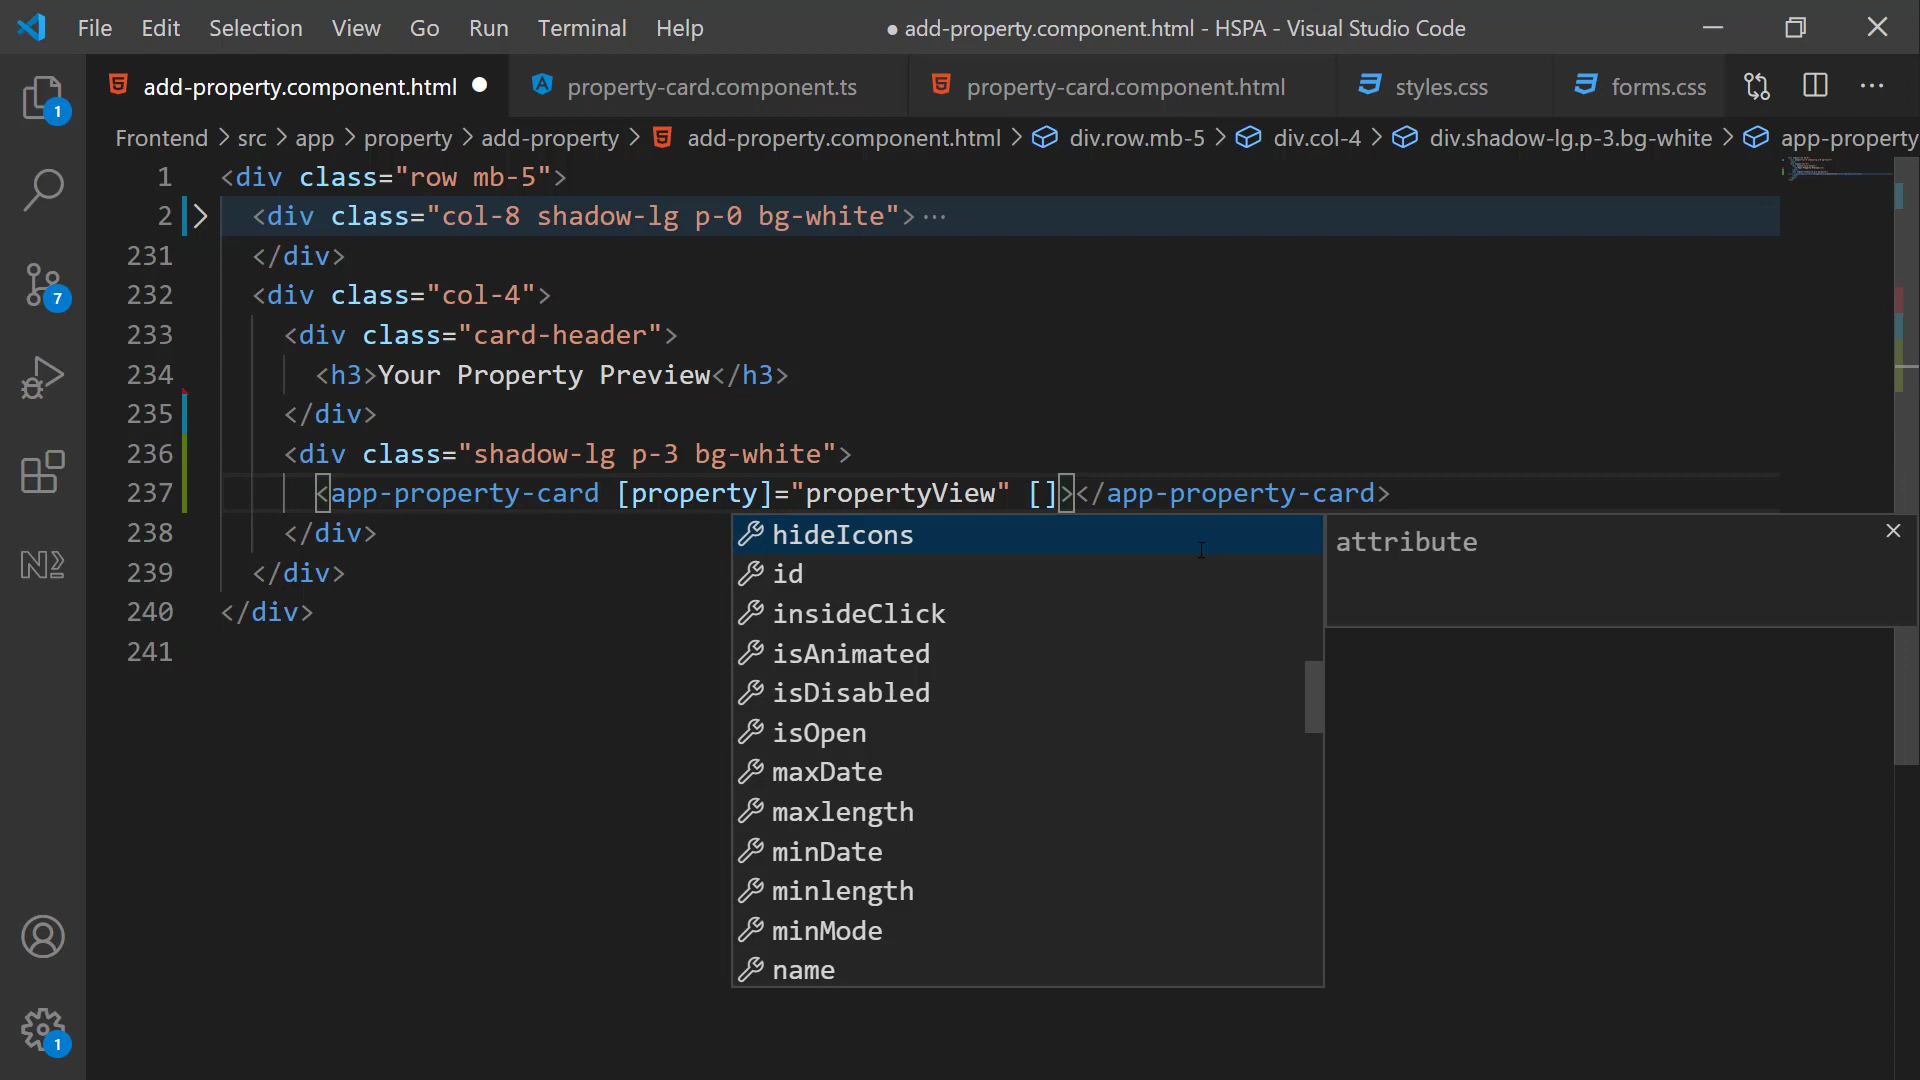 File Edit Selection View Go Run Terminal Help
● add-property.component.html - HSPA - Visual Studio Code
add-property.component.html ●
property-card.component.ts
property-card.component.html
styles.css
forms.css
Frontend > src > app > property > add-property > add-property.component.html > div.row.mb-5 > div.col-4 > div.shadow-lg.p-3.bg-white > app-property
1 <div class="row mb-5">
2 <div class="col-8 shadow-lg p-0 bg-white">···
231 </div>
232 <div class="col-4">
233 <div class="card-header">
234 <h3>Your Property Preview</h3>
235 </div>
236 <div class="shadow-lg p-3 bg-white">
237 <app-property-card [property]="propertyView" []></app-property-card>
238 </div>
239 </div>
240 </div>
241
hideIcons
attribute
id
insideClick
isAnimated
isDisabled
isOpen
maxDate
maxlength
minDate
minlength
minMode
name
1
7
1